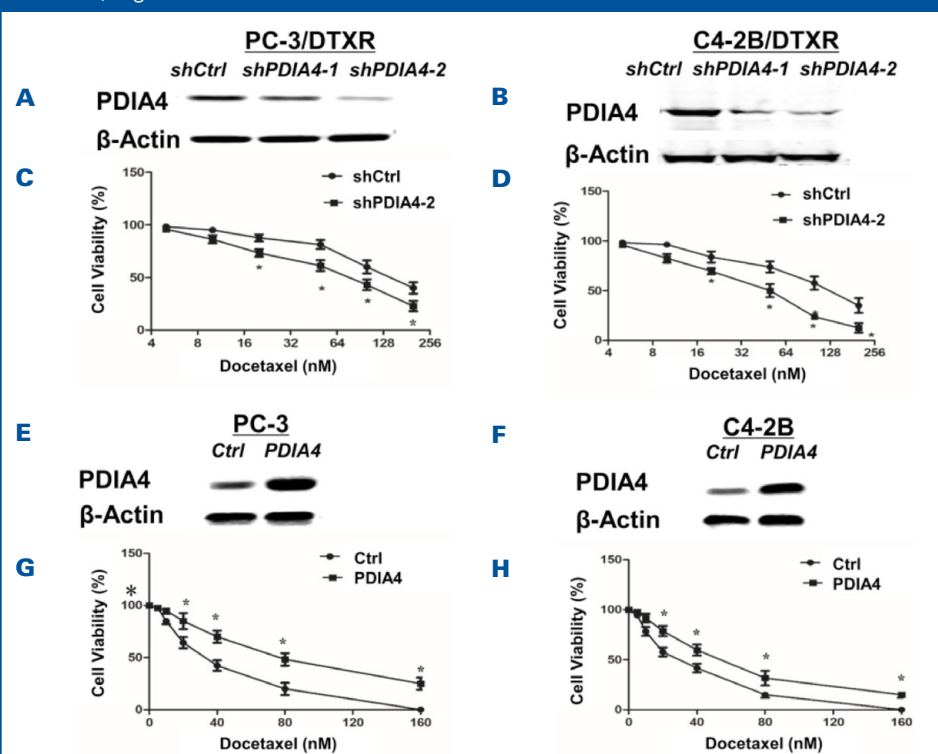 PC-3/DTXR
shCtrl shPDIA4-1 shPDIA4-2
A
PDIA4
β-Actin
C4-2B/DTXR
shCtrl shPDIA4-1 shPDIA4-2
B
PDIA4
β-Actin
C
150
100
50
0
Cell Viability (%)
shCtrl
shPDIA4-2
* * * *
4 8 16 32 64 128 256
Docetaxel (nM)
D
150
100
50
0
Cell Viability (%)
shCtrl
shPDIA4-2
* * * *
4 8 16 32 64 128 256
Docetaxel (nM)
E
PC-3
Ctrl PDIA4
PDIA4
β-Actin
F
C4-2B
Ctrl PDIA4
PDIA4
β-Actin
G
150
100
50
0
Cell Viability (%)
Ctrl
PDIA4
* * * * *
0 40 80 120 160
Docetaxel (nM)
H
150
100
50
0
Cell Viability (%)
Ctrl
PDIA4
* * * *
0 40 80 120 160
Docetaxel (nM)